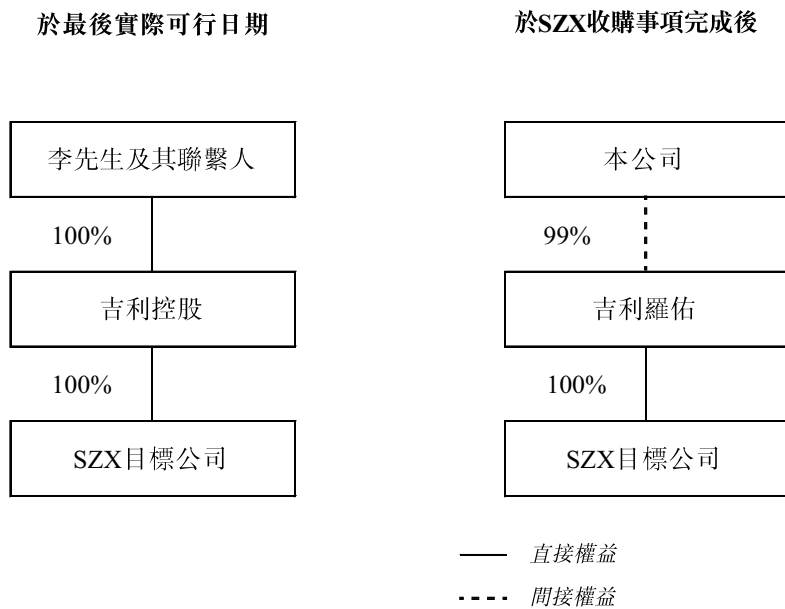 於最後實際可行日期
李先生及其聯繫人
100%
吉利控股
100%
SZX目標公司
於SZX收購事項完成後
本公司
99%
吉利羅佑
100%
SZX目標公司
直接權益
間接權益